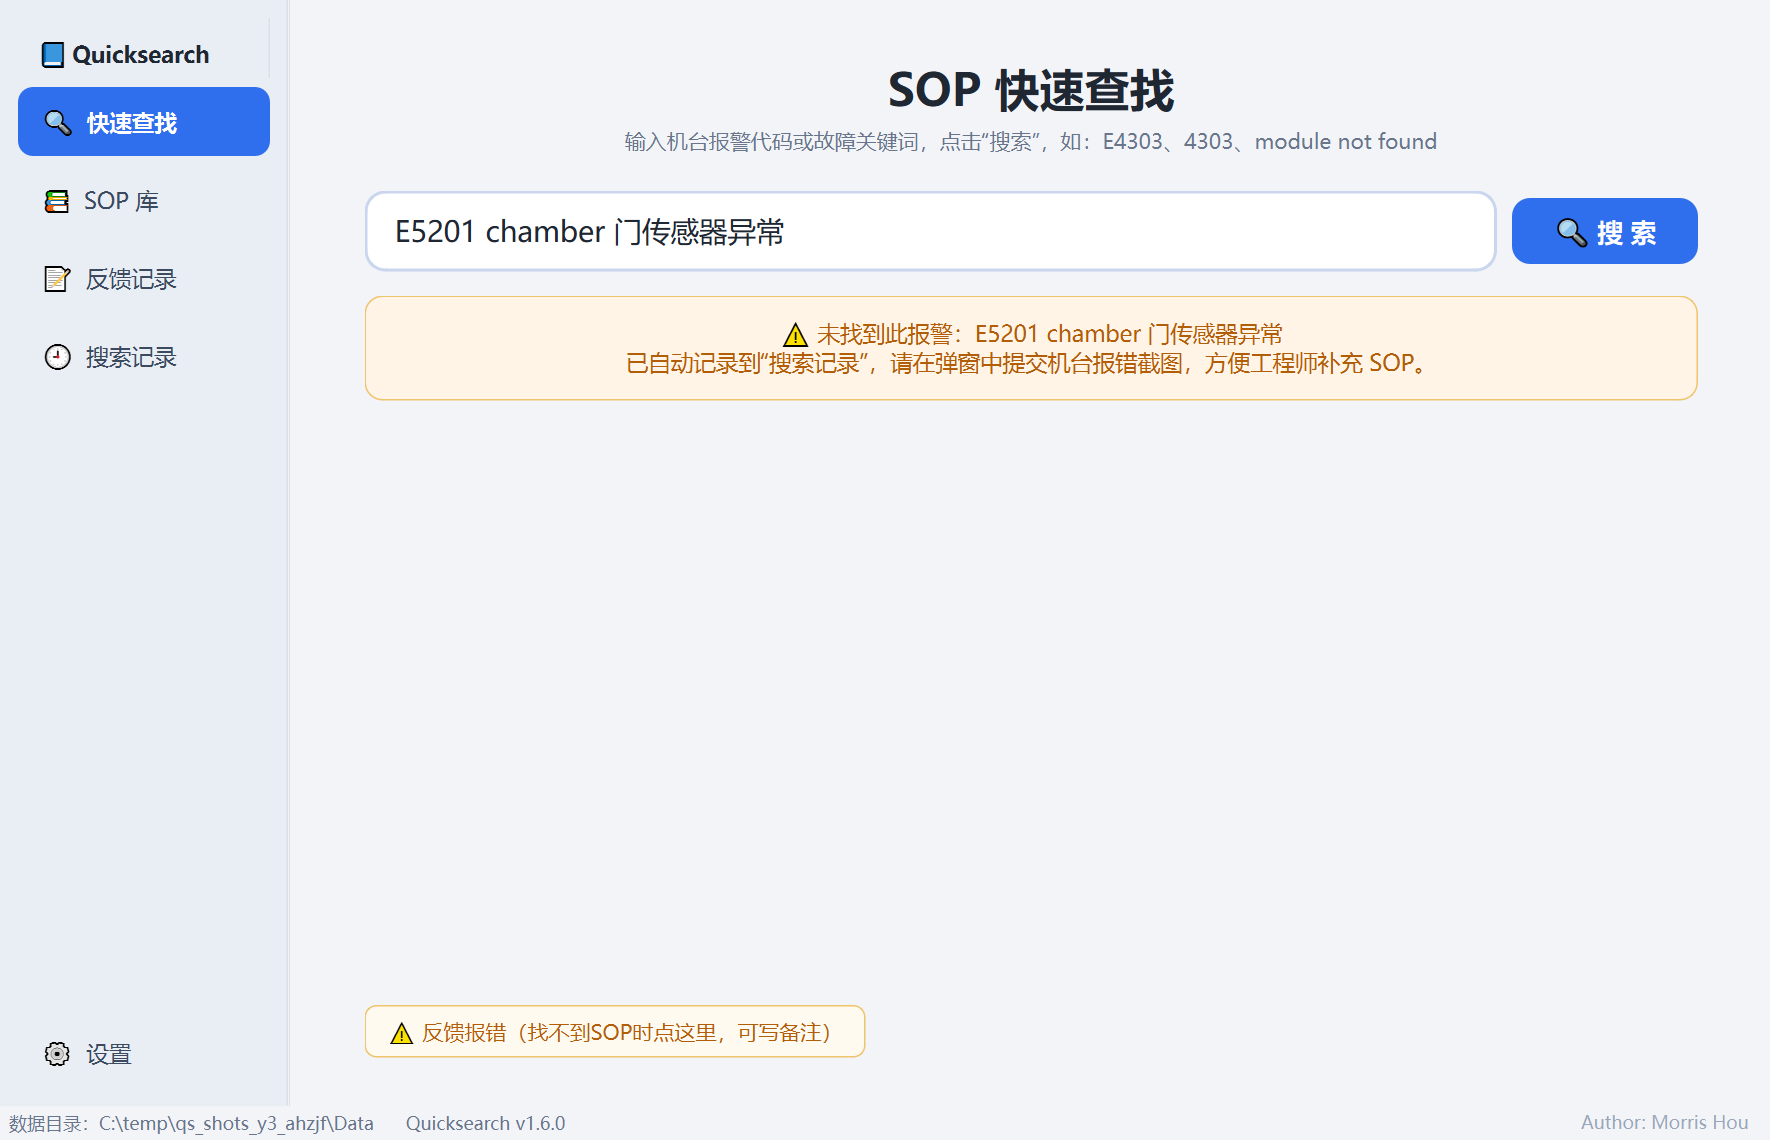 Quicksearch
快速查找
SOP 库
反馈记录
搜索记录
设置
SOP 快速查找
输入机台报警代码或故障关键词，点击“搜索”，如：E4303、4303、module not found
E5201 chamber 门传感器异常
搜 索
未找到此报警：E5201 chamber 门传感器异常
已自动记录到“搜索记录”，请在弹窗中提交机台报错截图，方便工程师补充 SOP。
反馈报错（找不到SOP时点这里，可写备注）
数据目录：C:\temp\qs_shots_y3_ahzjf\Data
Quicksearch v1.6.0
Author: Morris Hou